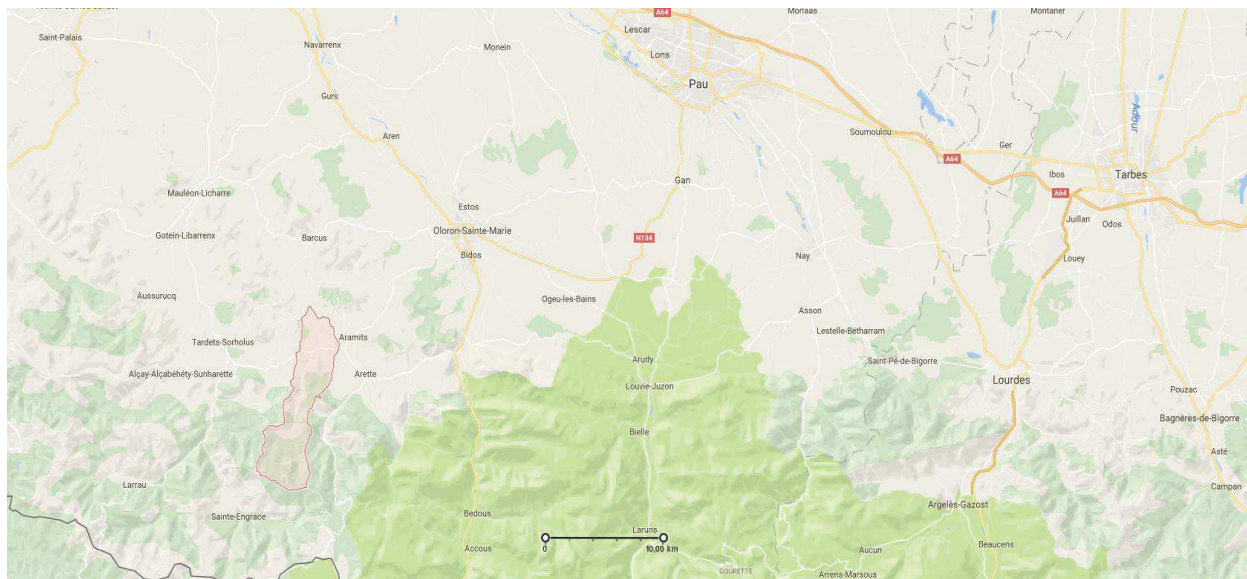 A64
Lescar
Morlaas
Montaner
Saint-Palais
Navarrenx
Monein
Lons
Pau
Gurs
Adour
Aren
Soumoulou
Ger
A64
Mauléon-Licharre
Gan
Ibos
A64
Tarbes
Estos
Juillan
Odos
Gotein-Libarrenx
Barcus
Oloron-Sainte-Marie
N134
Bidos
Nay
Louey
Aussurucq
Ogeu-les-Bains
Asson
Tardets-Sorholus
Aramits
Lestelle-Bétharram
Alçay-Alçabéhéty-Sunharette
Arette
Arudy
Saint-Pé-de-Bigorre
Louvie-Juzon
Lourdes
Pouzac
Bagnères-de-Bigorre
Bielle
Asté
Larrau
Campan
Sainte-Engrace
Bedous
Argelès-Gazost
Laruns
Accous
0
10,00 km
Aucun
Beaucens
GOURETTE
Arrens-Marsous